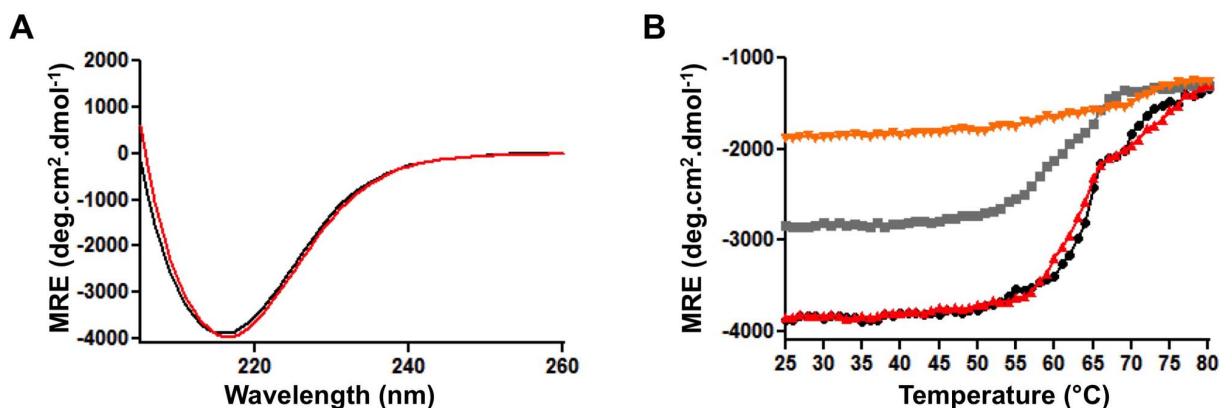 A
MRE (deg.cm².dmol⁻¹)
2000
1000
0
-1000
-2000
-3000
-4000
220
240
260
Wavelength (nm)
B
MRE (deg.cm².dmol⁻¹)
-1000
-2000
-3000
-4000
25 30 35 40 45 50 55 60 65 70 75 80
Temperature (°C)